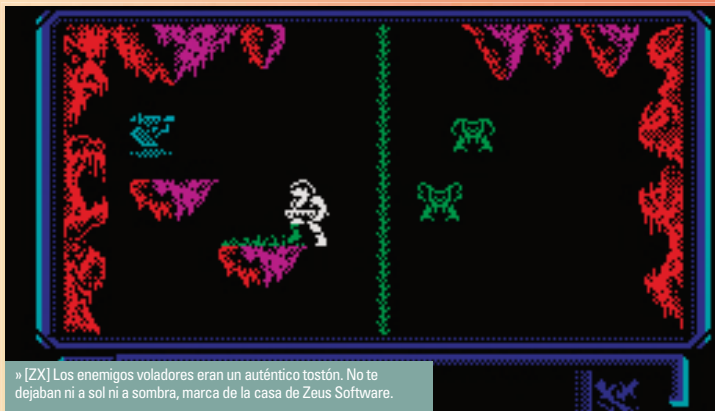 » [ZX] Los enemigos voladores eran un auténtico tostón. No te
dejaban ni a sol ni a sombra, marca de la casa de Zeus Software.